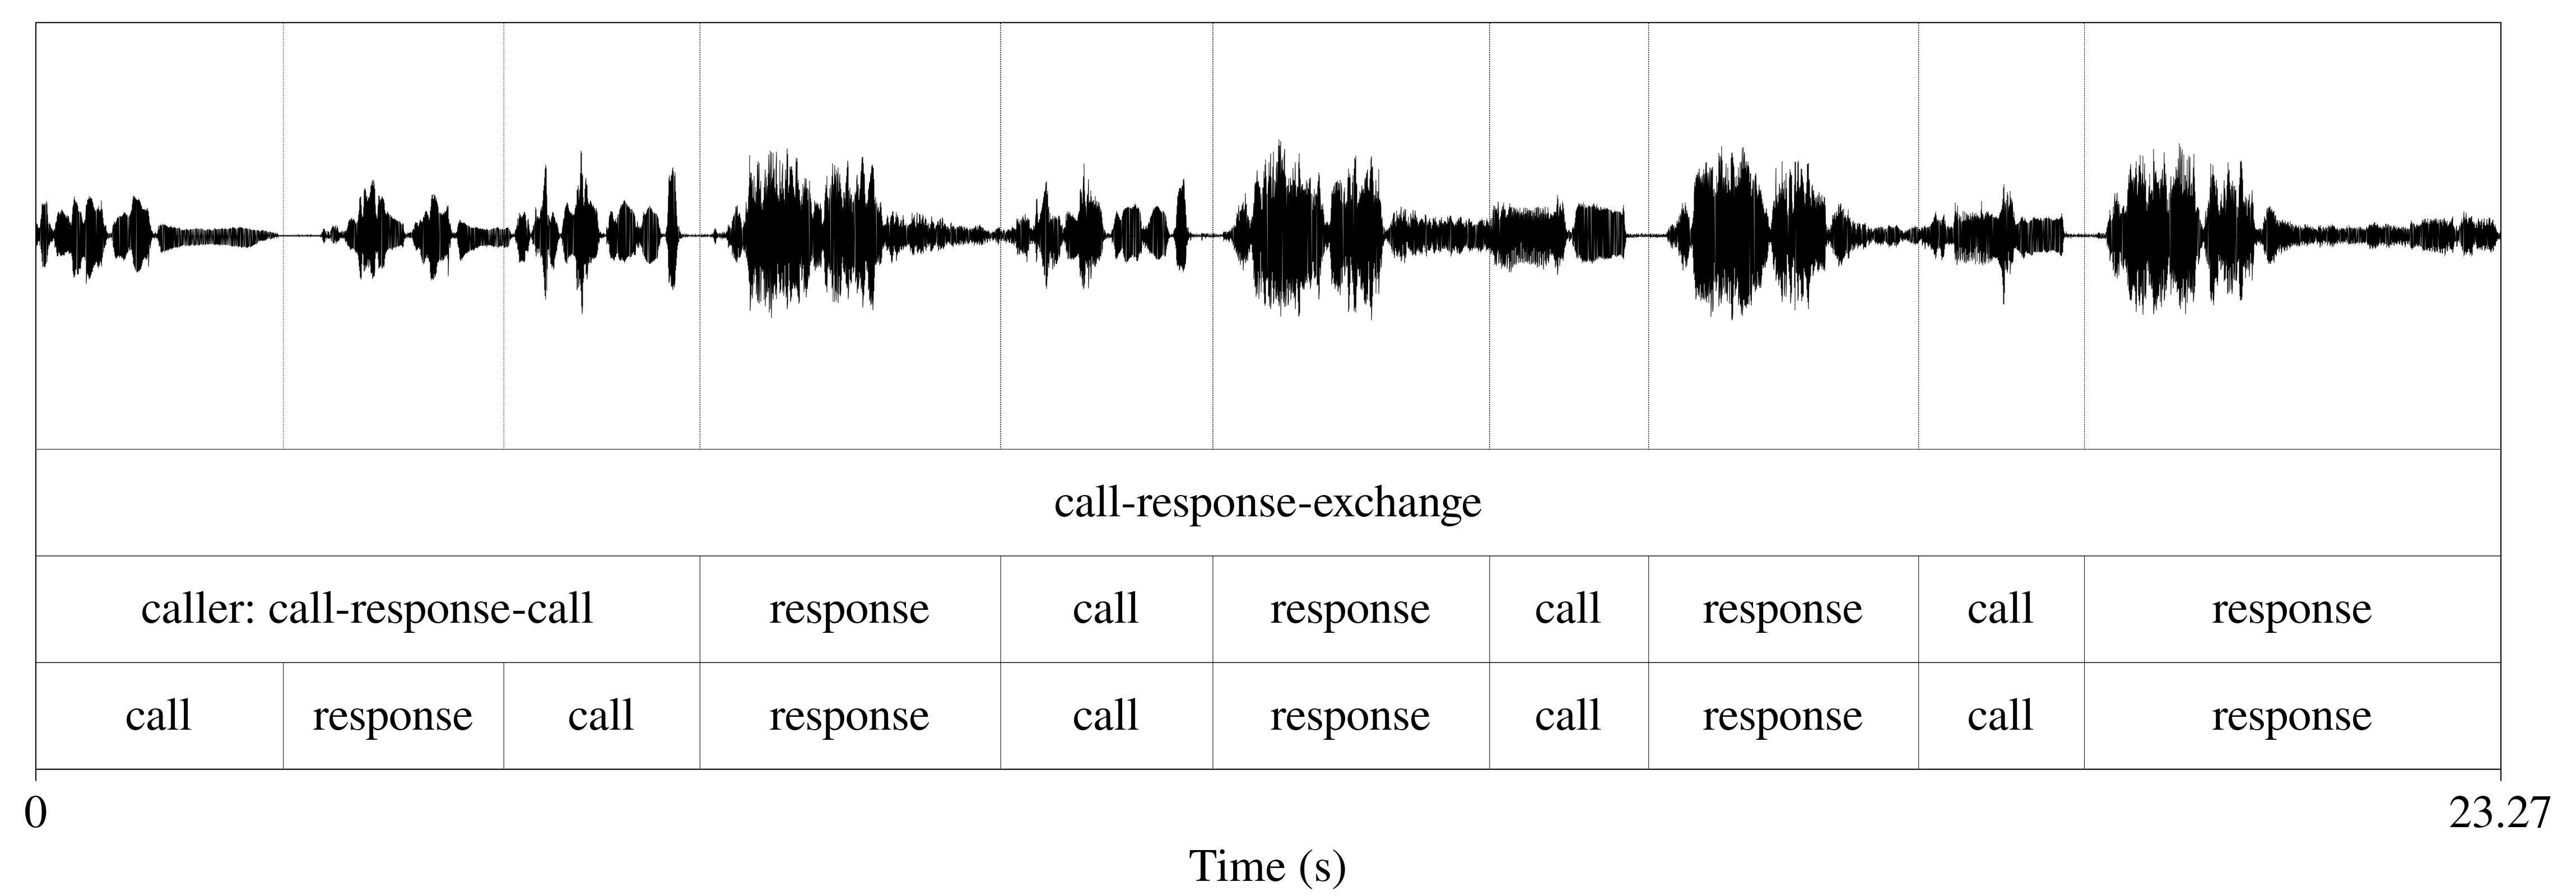 call-response-exchange
caller: call-response-call response call response call response call response
call response call response call response call response call response
0 23.27
Time (s)